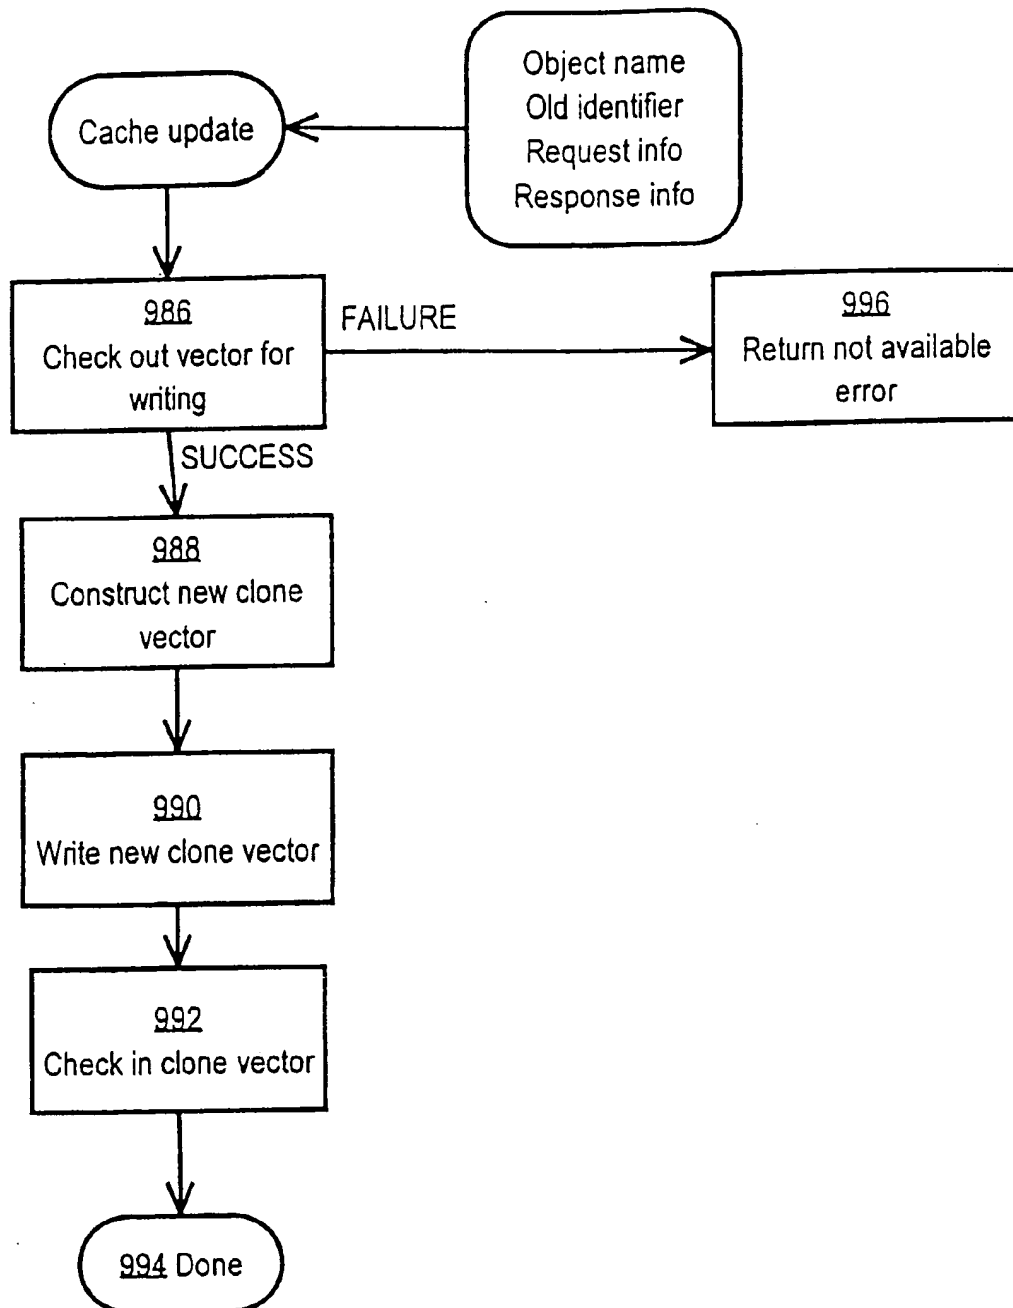 Object name
Old identifier
Request info
Response info
Cache update
986
Check out vector for
writing
FAILURE
996
Return not available
error
SUCCESS
988
Construct new clone
vector
990
Write new clone vector
992
Check in clone vector
994 Done